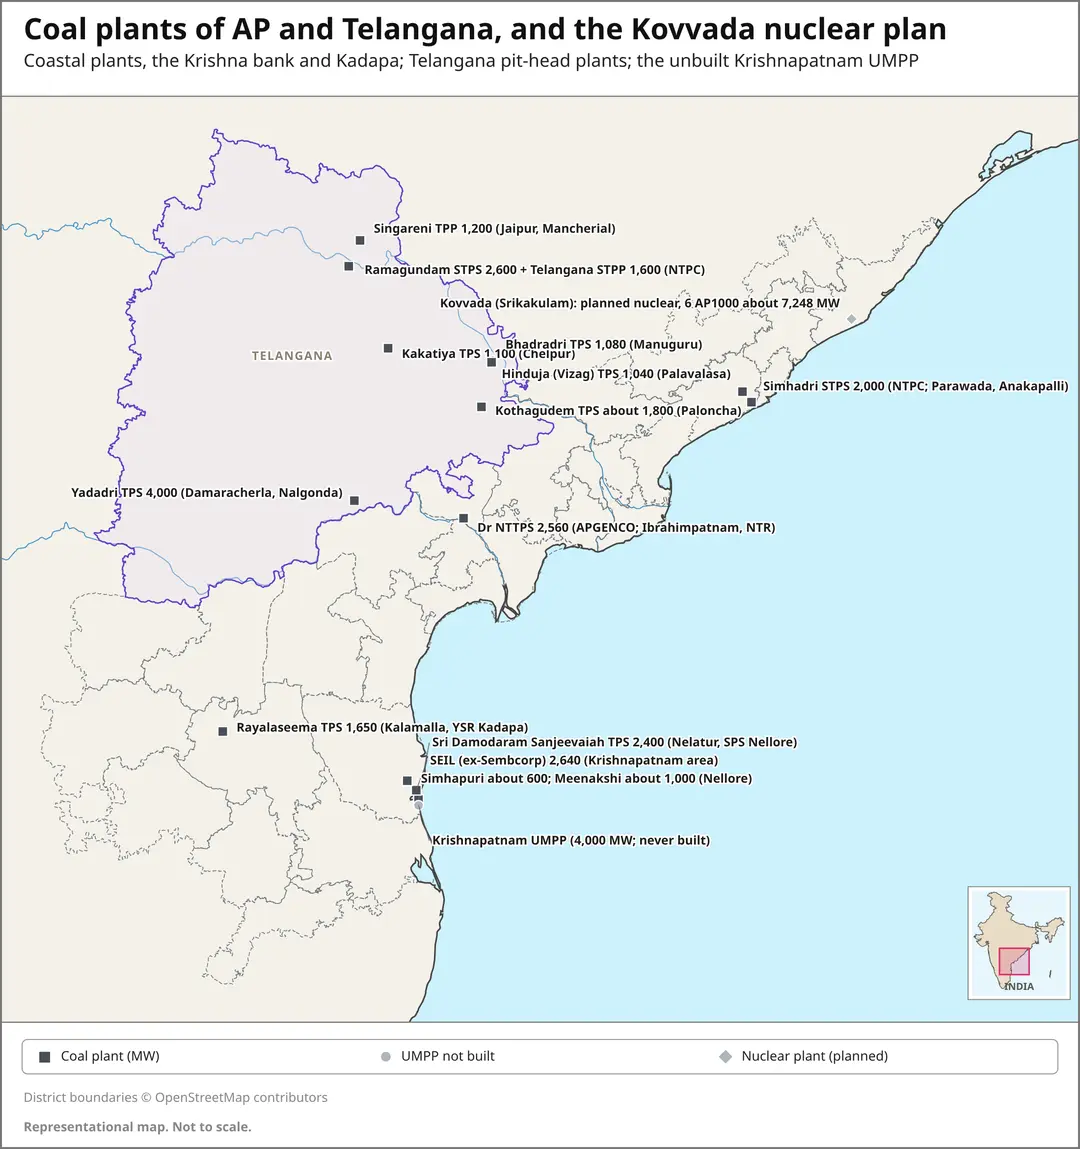 Coal plants of AP and Telangana, and the Kovvada nuclear plan
Coastal plants, the Krishna bank and Kadapa; Telangana pit-head plants; the unbuilt Krishnapatnam UMPP
Singareni TPP 1,200 (Jaipur, Mancherial)
Ramagundam STPS 2,600 + Telangana STPP 1,600 (NTPC)
Kovvada (Srikakulam): planned nuclear, 6 AP1000 about 7,248 MW
Bhadradri TPS 1,080 (Manuguru)
TELANGANA
Kakatiya TPS 1,100 (Chelpur)
Hinduja (Vizag) TPS 1,040 (Palavalasa)
Simhadri STPS 2,000 (NTPC; Parawada, Anakapalli)
Kothagudem TPS about 1,800 (Paloncha)
Yadadri TPS 4,000 (Damaracherla, Nalgonda)
Dr NTTPS 2,560 (APGENCO; Ibrahimpatnam, NTR)
Rayalaseema TPS 1,650 (Kalamalla, YSR Kadapa)
Sri Damodaram Sanjeevaiah TPS 2,400 (Nelatur, SPS Nellore)
SEIL (ex-Sembcorp) 2,640 (Krishnapatnam area)
Simhapuri about 600; Meenakshi about 1,000 (Nellore)
Krishnapatnam UMPP (4,000 MW; never built)
INDIA
Coal plant (MW)
UMPP not built
Nuclear plant (planned)
District boundaries © OpenStreetMap contributors
Representational map. Not to scale.